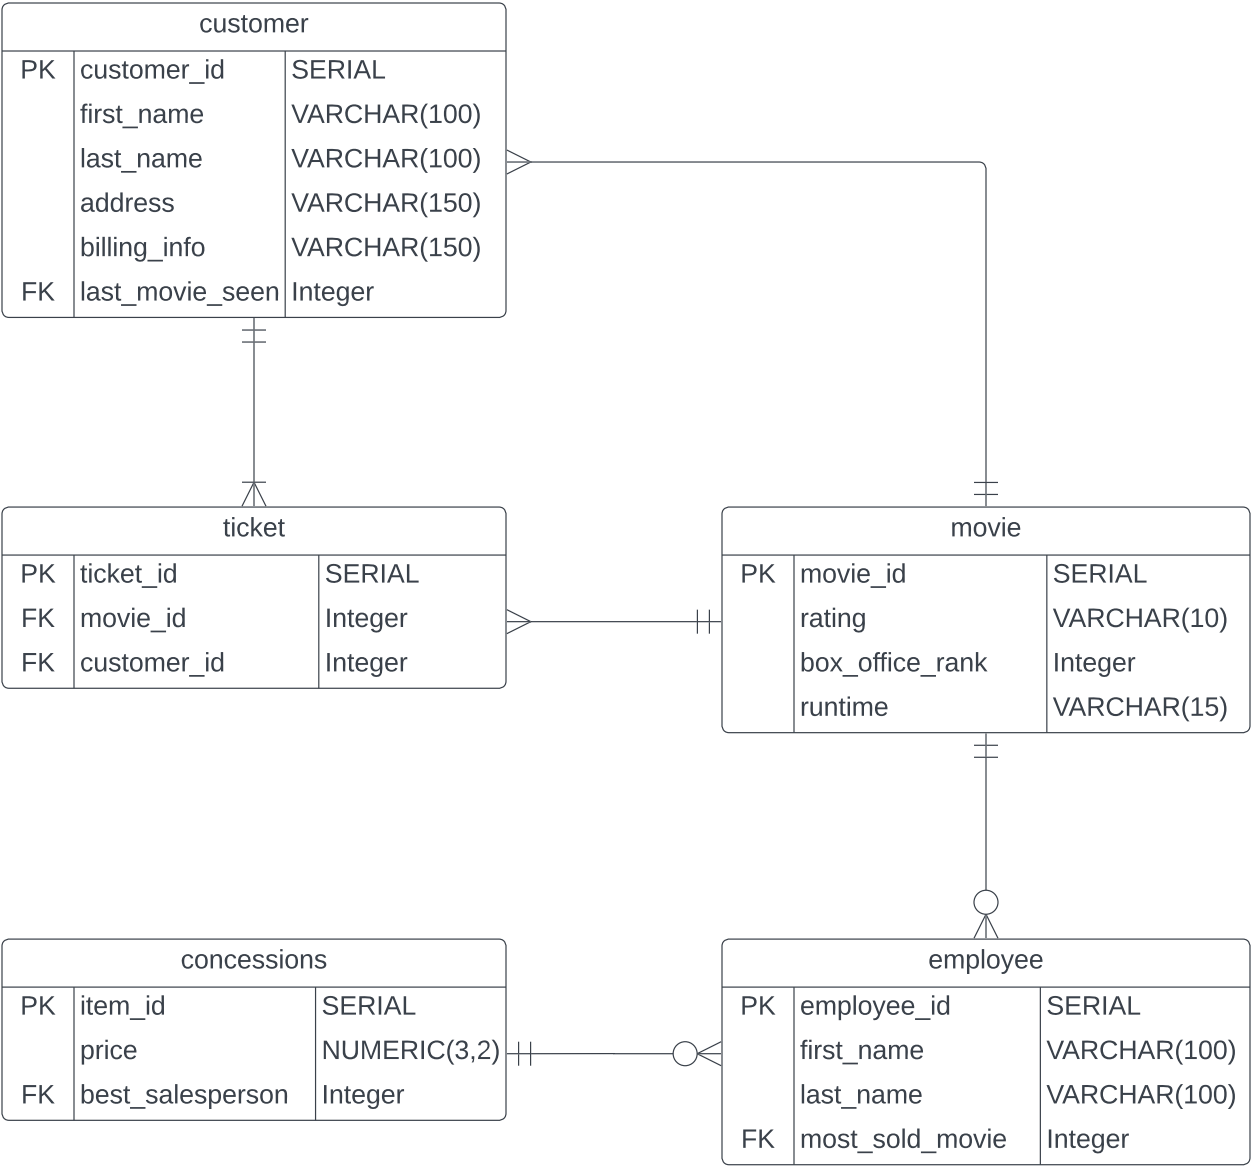 customer
PK customer_id SERIAL
first_name VARCHAR(100)
last_name VARCHAR(100)
address VARCHAR(150)
billing_info VARCHAR(150)
FK last_movie_seen Integer
ticket
PK ticket_id SERIAL
FK movie_id Integer
FK customer_id Integer
movie
PK movie_id SERIAL
rating VARCHAR(10)
box_office_rank Integer
runtime VARCHAR(15)
concessions
PK item_id SERIAL
price NUMERIC(3,2)
FK best_salesperson Integer
employee
PK employee_id SERIAL
first_name VARCHAR(100)
last_name VARCHAR(100)
FK most_sold_movie Integer